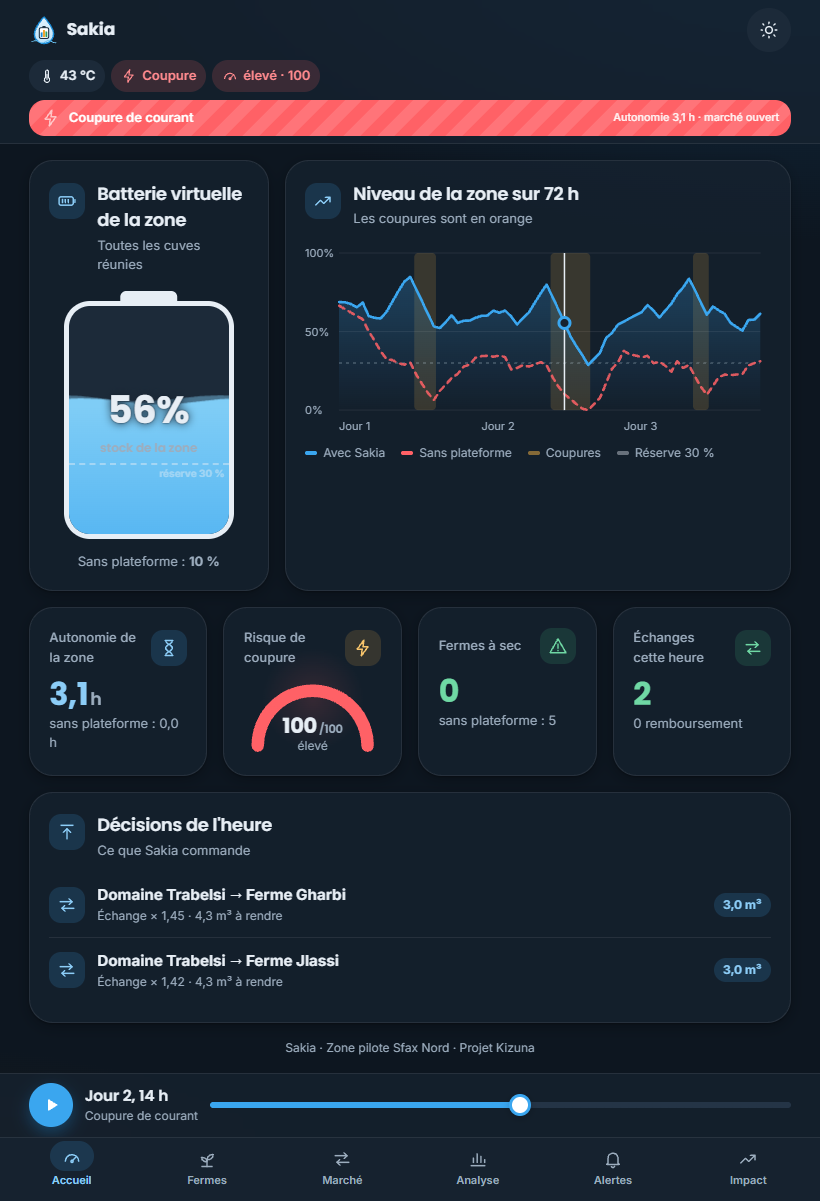 Sakia
43 °C
Coupure
élevé · 100
Coupure de courant
Autonomie 3,1 h · marché ouvert
Batterie virtuelle
de la zone
Toutes les cuves
réunies
56%
stock de la zone
réserve 30 %
Sans plateforme : 10 %
Niveau de la zone sur 72 h
Les coupures sont en orange
100%
50%
0%
Jour 1
Jour 2
Jour 3
Avec Sakia
Sans plateforme
Coupures
Réserve 30 %
Autonomie de
la zone
3,1 h
sans plateforme : 0,0
h
Risque de
coupure
100 /100
élevé
Fermes à sec
0
sans plateforme : 5
Échanges
cette heure
2
0 remboursement
Décisions de l'heure
Ce que Sakia commande
Domaine Trabelsi → Ferme Gharbi
Échange × 1,45 · 4,3 m³ à rendre
3,0 m³
Domaine Trabelsi → Ferme Jlassi
Échange × 1,42 · 4,3 m³ à rendre
3,0 m³
Sakia · Zone pilote Sfax Nord · Projet Kizuna
Jour 2, 14 h
Coupure de courant
Accueil
Fermes
Marché
Analyse
Alertes
Impact